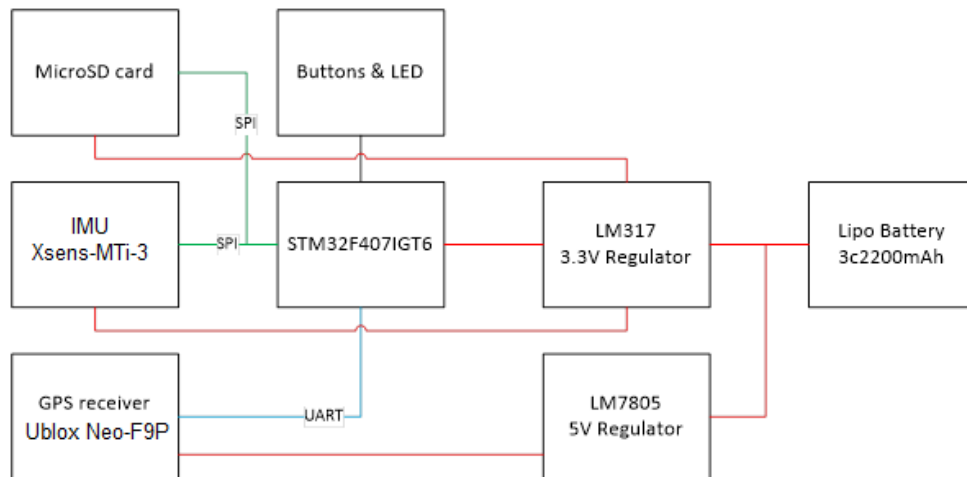 MicroSD card
Buttons & LED
SPI
IMU
Xsens-MTi-3
SPI
STM32F407IGT6
LM317
3.3V Regulator
Lipo Battery
3c2200mAh
GPS receiver
Ublox Neo-F9P
UART
LM7805
5V Regulator